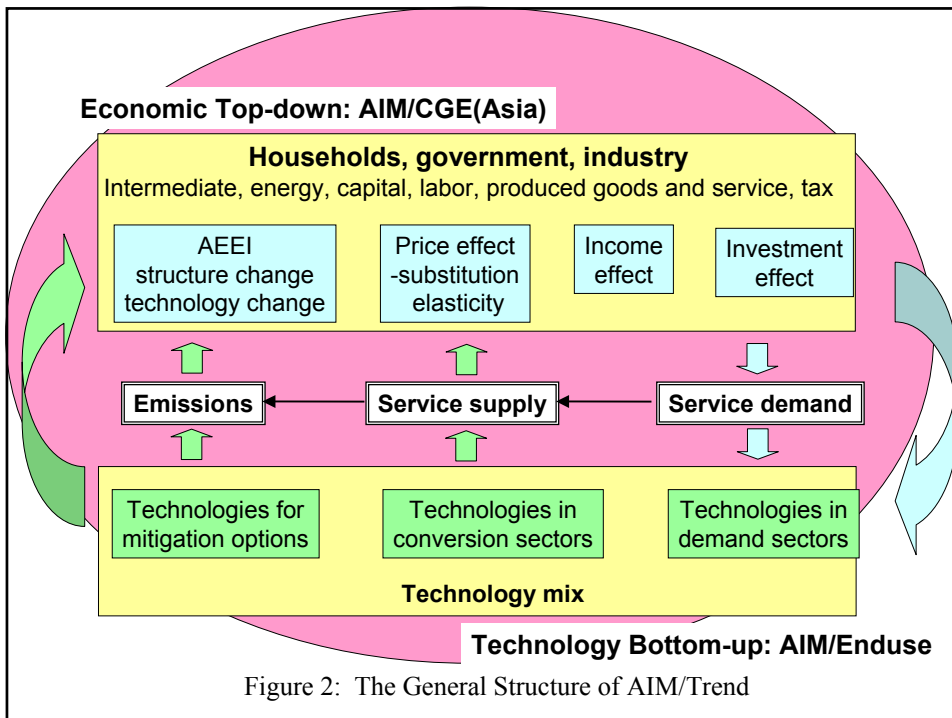 Economic Top-down: AIM/CGE(Asia)
Households, government, industry
Intermediate, energy, capital, labor, produced goods and service, tax
AEEI
structure change
technology change
Price effect
-substitution
elasticity
Income
effect
Investment
effect
Emissions
Service supply
Service demand
Technologies for
mitigation options
Technologies in
conversion sectors
Technologies in
demand sectors
Technology mix
Technology Bottom-up: AIM/Enduse
Figure 2: The General Structure of AIM/Trend